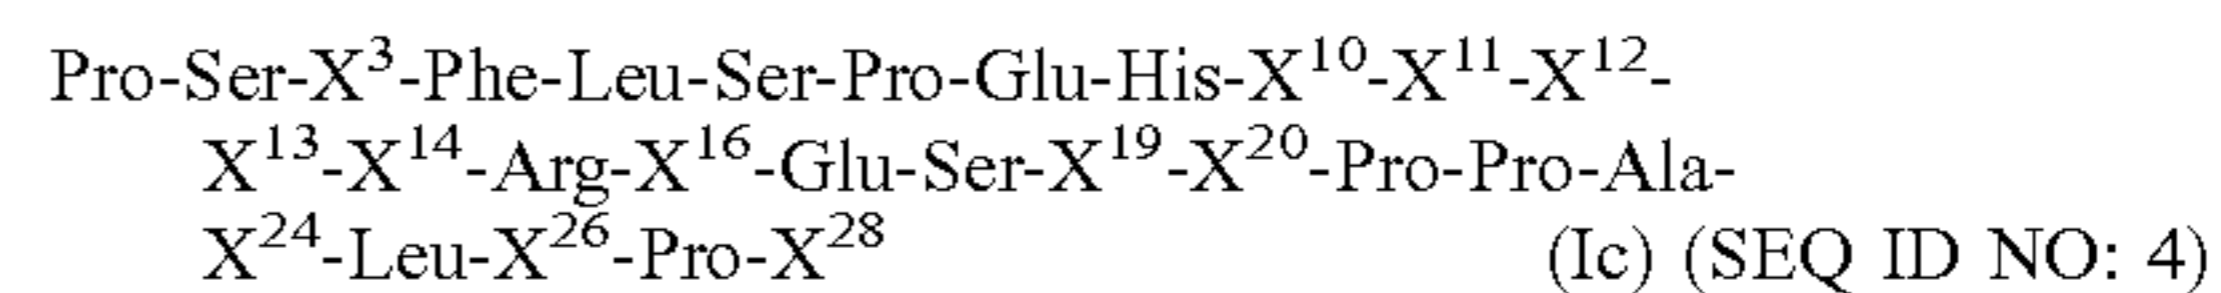 Pro-Ser-X³-Phe-Leu-Ser-Pro-Glu-His-X¹⁰-X¹¹-X¹²-
X¹³-X¹⁴-Arg-X¹⁶-Glu-Ser-X¹⁹-X²⁰-Pro-Pro-Ala-
X²⁴-Leu-X²⁶-Pro-X²⁸ (Ic) (SEQ ID NO: 4)